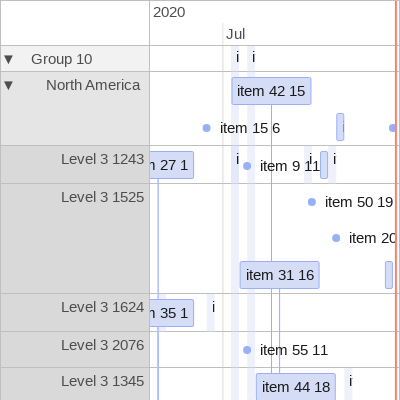 2020
Jul
▼ Group 10 i i
▼ North America item 42 15
item 15 6
Level 3 1243 27 1 i item 9 11 i i
Level 3 1525 item 50 19
item 20
item 31 16
Level 3 1624 35 1 i
Level 3 2076 item 55 11
Level 3 1345 item 44 18 i